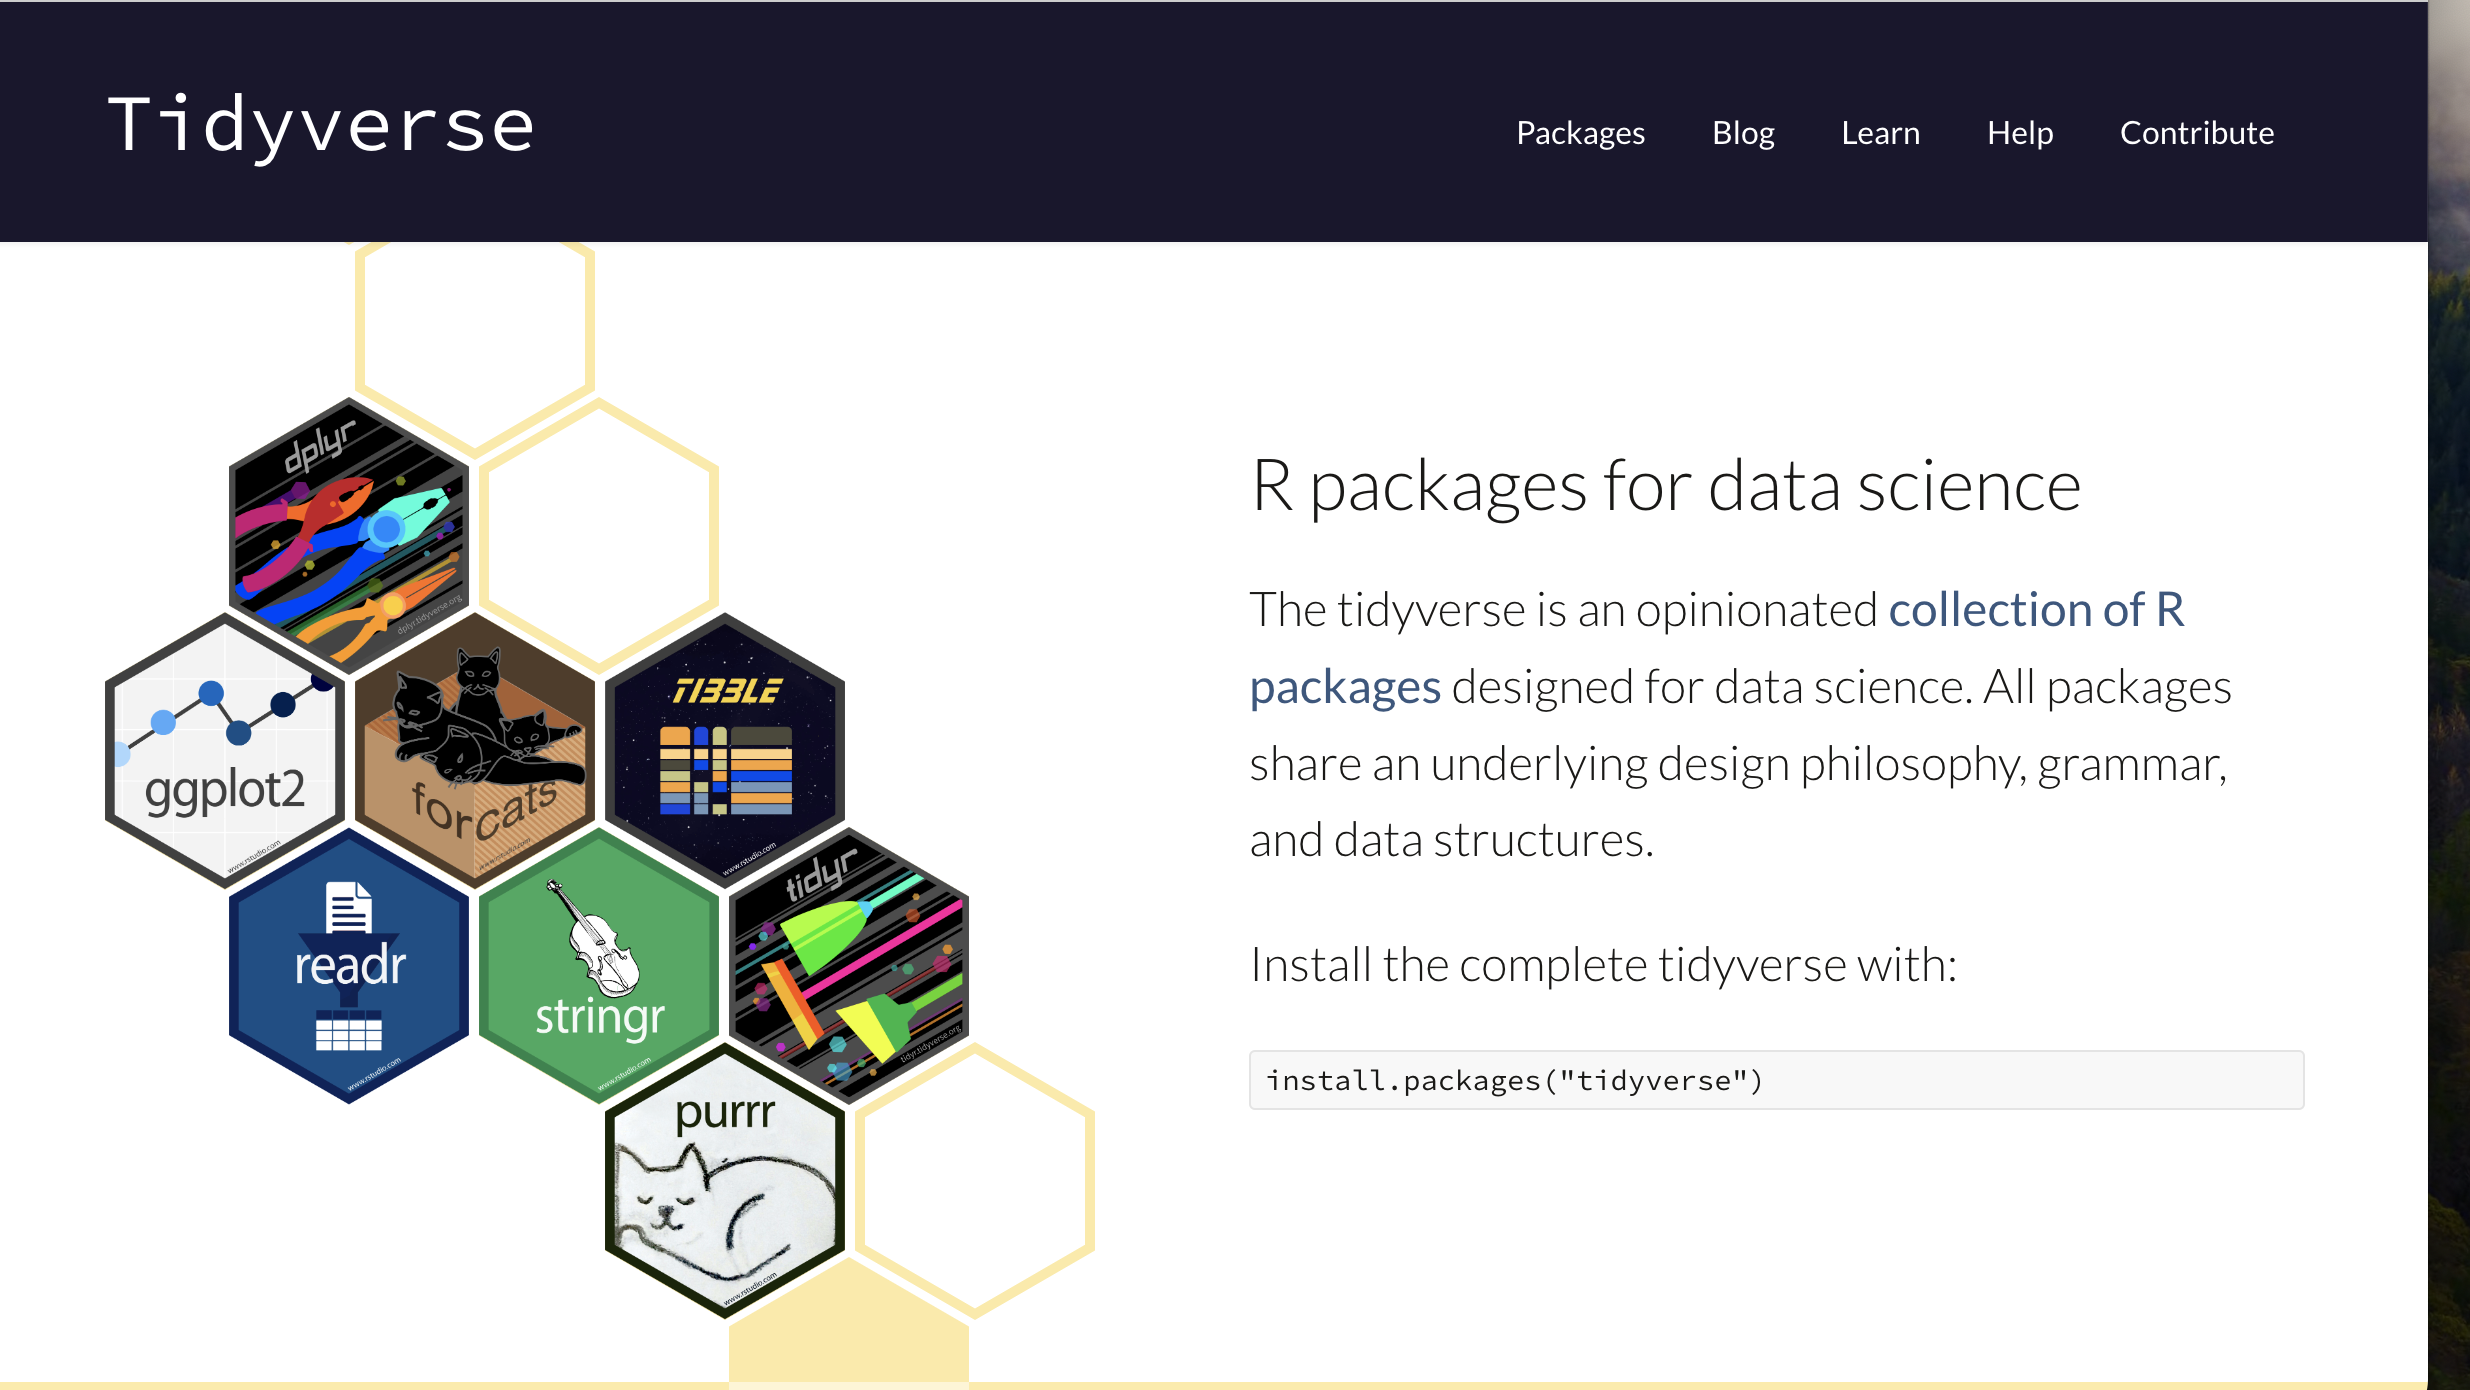 Tidyverse
Packages Blog Learn Help Contribute
dplyr
dplyr.tidyverse.org
ggplot2
www.rstudio.com
forcats
www.rstudio.com
TIBBLE
www.rstudio.com
readr
www.rstudio.com
stringr
www.rstudio.com
tidyr
tidyr.tidyverse.org
purrr
www.rstudio.com
R packages for data science
The tidyverse is an opinionated collection of R
packages designed for data science. All packages
share an underlying design philosophy, grammar,
and data structures.
Install the complete tidyverse with:
install.packages("tidyverse")